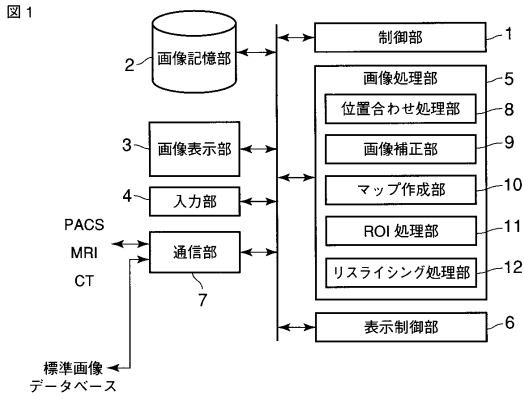 図1
制御部
1
2
画像記憶部
画像処理部
5
位置合わせ処理部
8
3
画像表示部
画像補正部
9
4
入力部
マップ作成部
10
PACS
MRI
CT
通信部
7
ROI 処理部
11
リスライシング処理部
12
表示制御部
6
標準画像
データベース